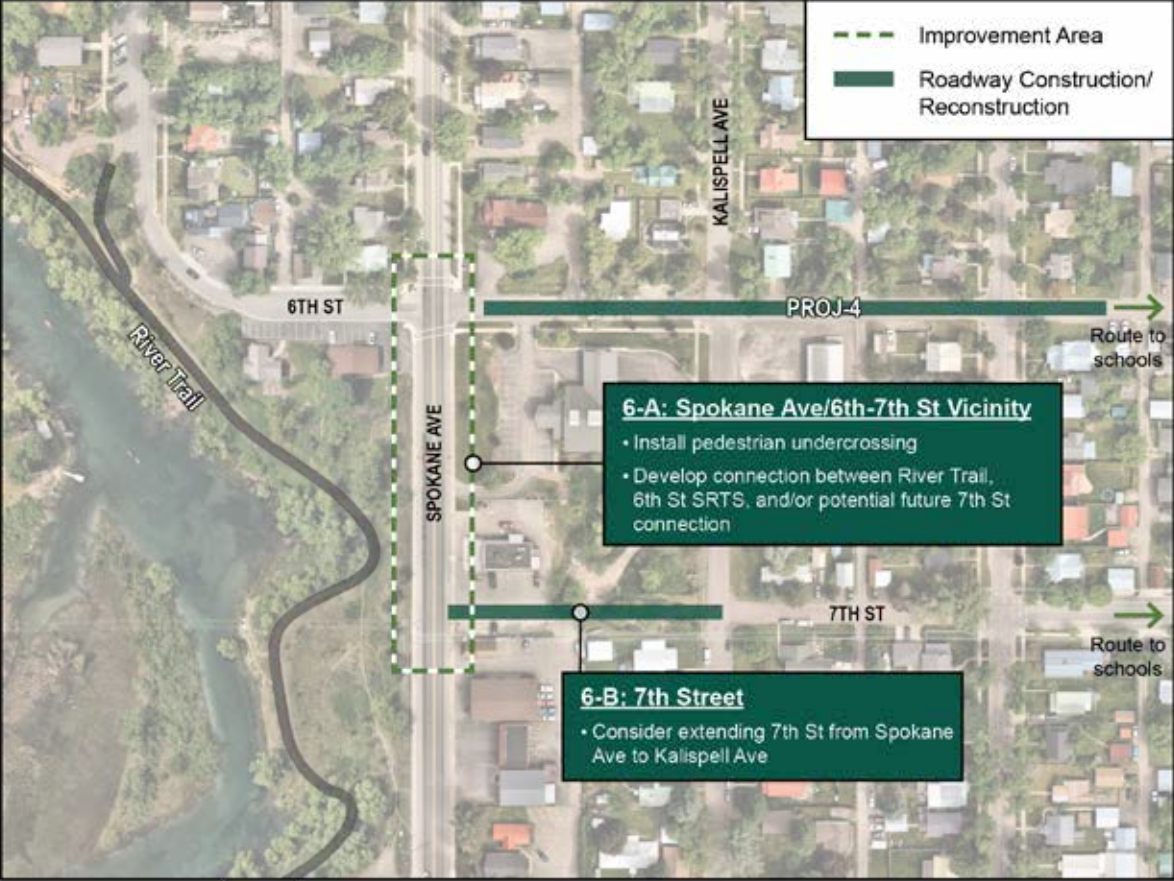 Improvement Area
Roadway Construction/
Reconstruction
KALISPELL AVE
6TH ST
PROJ-4
Route to
schools
River Trail
SPOKANE AVE
6-A: Spokane Ave/6th-7th St Vicinity
• Install pedestrian undercrossing
• Develop connection between River Trail,
6th St SRTS, and/or potential future 7th St
connection
7TH ST
Route to
schools
6-B: 7th Street
• Consider extending 7th St from Spokane
Ave to Kalispell Ave